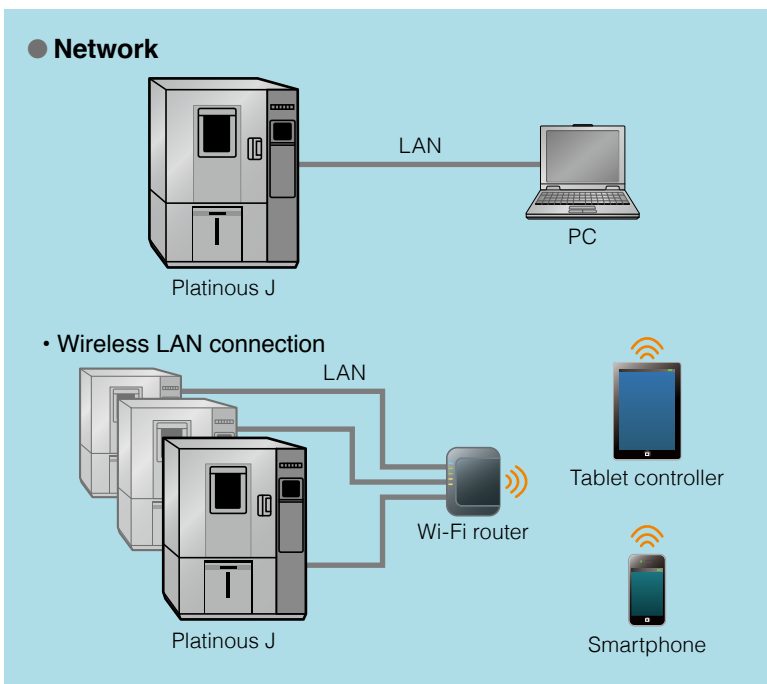 ● Network
LAN
PC
Platinous J
・Wireless LAN connection
LAN
Tablet controller
Wi-Fi router
Platinous J
Smartphone